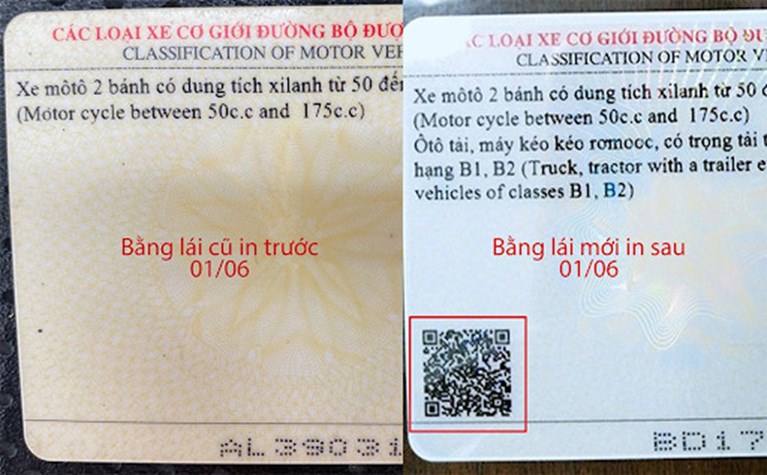 CÁC LOẠI XE CƠ GIỚI ĐƯỜNG BỘ ĐƯỢ
CLASSIFICATION OF MOTOR VEH
Xe môtô 2 bánh có dung tích xilanh từ 50 đến
(Motor cycle between 50c.c and 175c.c)
Bằng lái cũ in trước
01/06
AL39031
C LOẠI XE CƠ GIỚI ĐƯỜNG BỘ ĐƯ
CLASSIFICATION OF MOTOR V
Xe môtô 2 bánh có dung tích xilanh từ 50 đ
(Motor cycle between 50c.c and 175c.c)
Ôtô tải, máy kéo kéo rơmooc, có trọng tải t
hạng B1, B2 (Truck, tractor with a trailer e
vehicles of classes B1, B2)
Bằng lái mới in sau
01/06
BD17